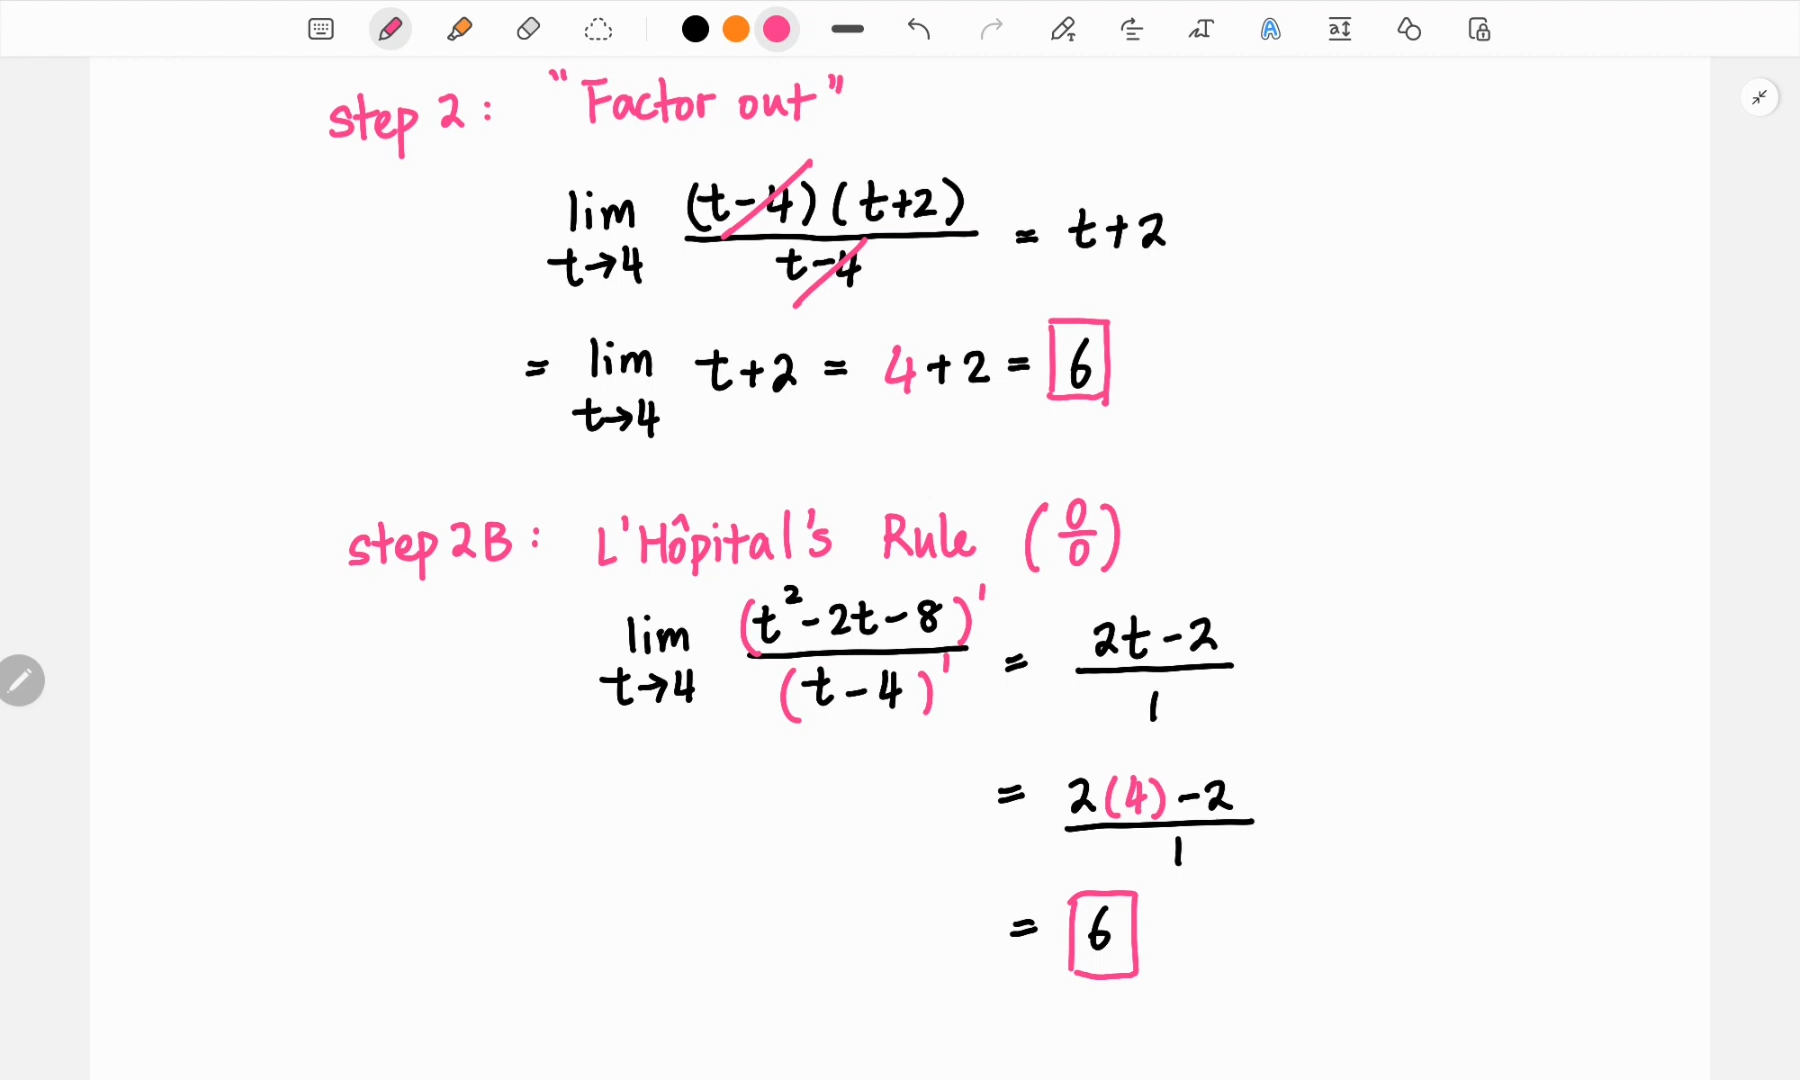 step 2: "Factor out"
lim t→4 (t-4)(t+2) / t-4 = t+2
= lim t→4 t+2 = 4+2 = 6
step 2B: L'Hôpital's Rule (0/0)
lim t→4 (t²-2t-8)' / (t-4)' = 2t-2 / 1
= 2(4)-2 / 1
= 6